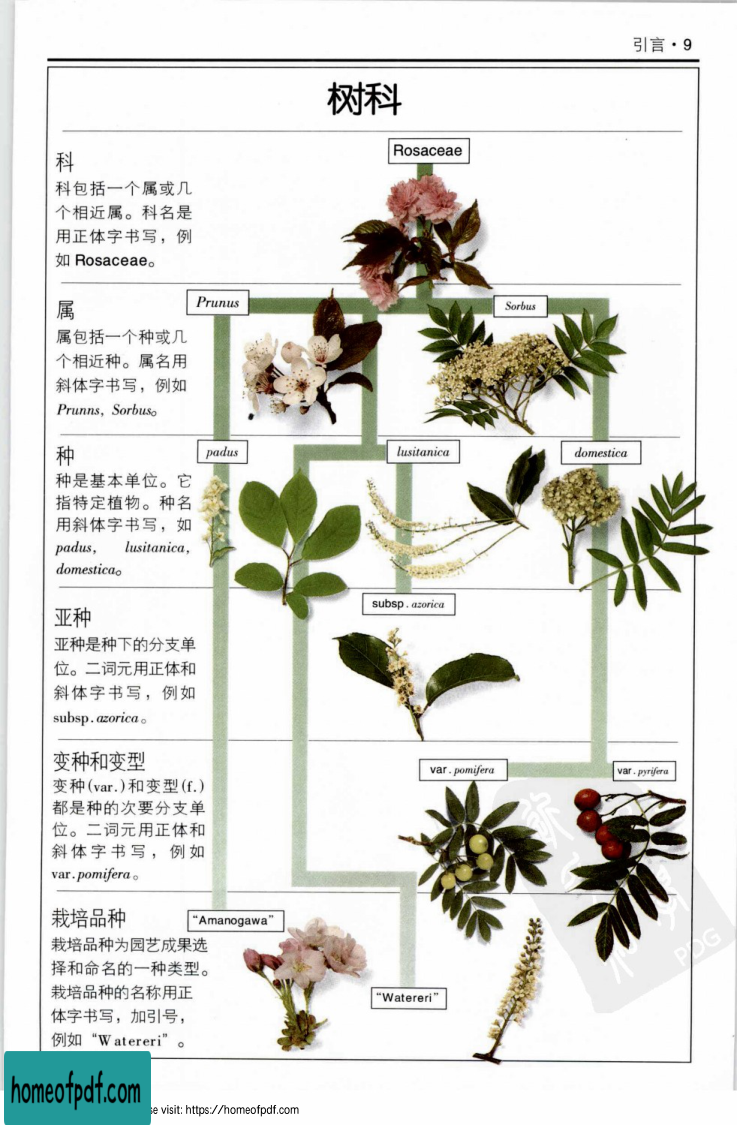 引言·9
树科
Rosaceae
科
科包括一个属或几
个相近属。科名是
用正体字书写，例
如 Rosaceae。
属
属包括一个种或几
个相近种。属名用
斜体字书写，例如
Prunns, Sorbus。
Prunus
Sorbus
种
种是基本单位。它
指特定植物。种名
用斜体字书写，如
padus, lusitanica,
domestica。
padus
lusitanica
domestica
亚种
亚种是种下的分支单
位。二词元用正体和
斜体字书写，例如
subsp. azorica。
subsp. azorica
变种和变型
变种(var.)和变型(f.)
都是种的次要分支单
位。二词元用正体和
斜体字书写，例如
var. pomifera。
var. pomifera
var. pyrifera
栽培品种
栽培品种为园艺成果选
择和命名的一种类型。
栽培品种的名称用正
体字书写，加引号，
例如“Watereri”。
“Amanogawa”
“Watereri”
PDG
homeofpdf.com
visit: https://homeofpdf.com